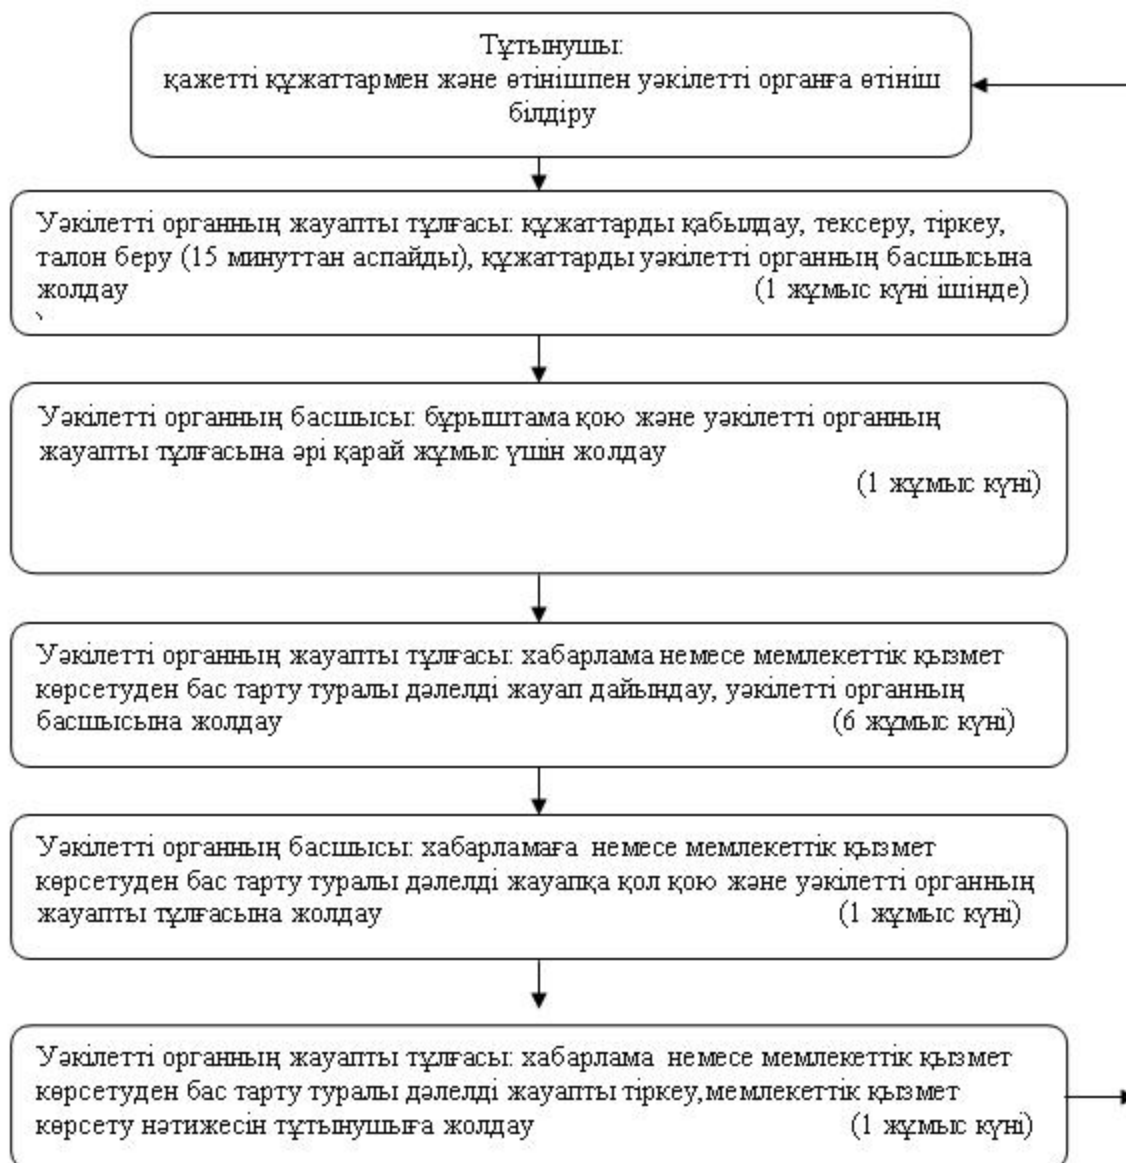 Тұтынушы:
қажетті құжаттармен және өтінішпен уәкілетті органға өтініш
білдіру
Уәкілетті органның жауапты тұлғасы: құжаттарды қабылдау, тексеру, тіркеу,
талон беру (15 минуттан аспайды), құжаттарды уәкілетті органның басшысына
жолдау (1 жұмыс күні ішінде)
Уәкілетті органның басшысы: бұрыштама қою және уәкілетті органның
жауапты тұлғасына әрі қарай жұмыс үшін жолдау
(1 жұмыс күні)
Уәкілетті органның жауапты тұлғасы: хабарлама немесе мемлекеттік қызмет
көрсетуден бас тарту туралы дәлелді жауап дайындау, уәкілетті органның
басшысына жолдау (6 жұмыс күні)
Уәкілетті органның басшысы: хабарламаға немесе мемлекеттік қызмет
көрсетуден бас тарту туралы дәлелді жауапқа қол қою және уәкілетті органның
жауапты тұлғасына жолдау (1 жұмыс күні)
Уәкілетті органның жауапты тұлғасы: хабарлама немесе мемлекеттік қызмет
көрсетуден бас тарту туралы дәлелді жауапты тіркеу,мемлекеттік қызмет
көрсету нәтижесін тұтынушыға жолдау (1 жұмыс күні)